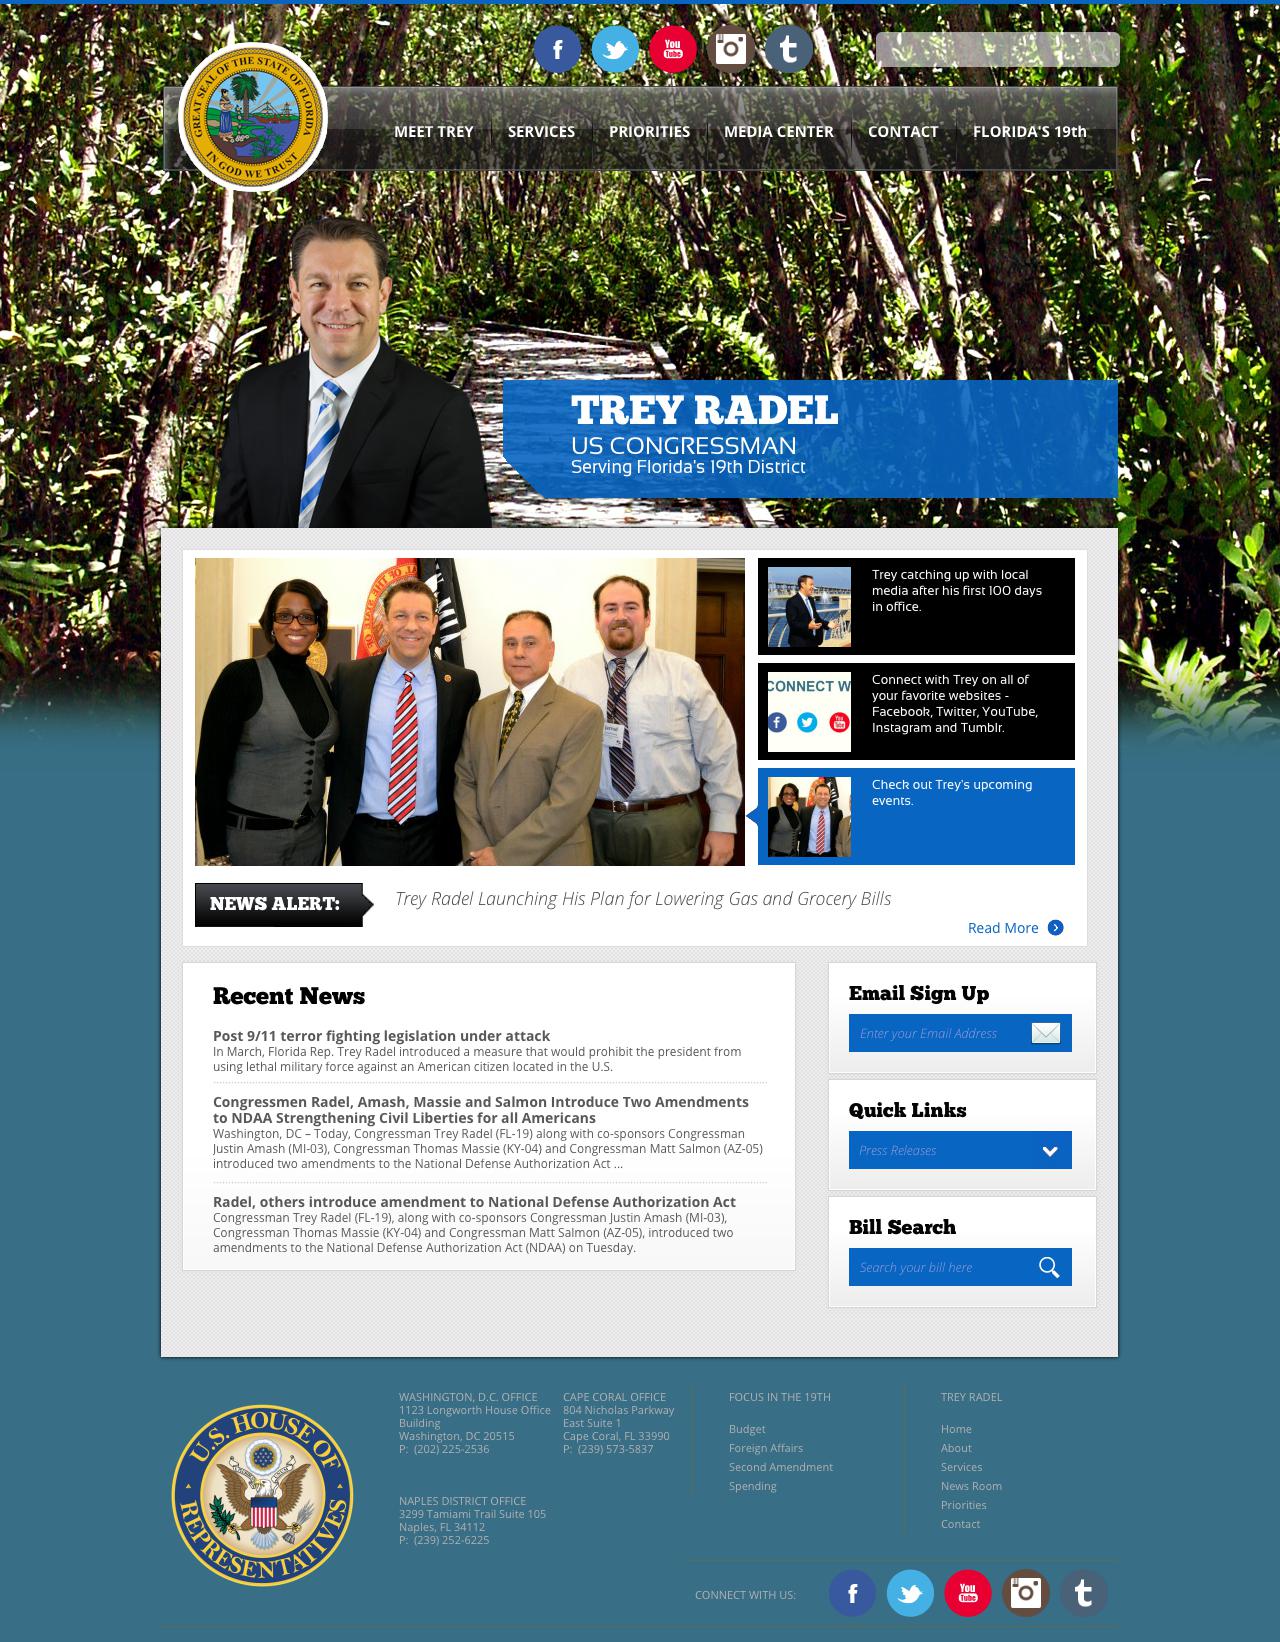 GREAT SEAL OF THE STATE OF FLORIDA
IN GOD WE TRUST
f
You
Tube
t
MEET TREY
SERVICES
PRIORITIES
MEDIA CENTER
CONTACT
FLORIDA'S 19th
TREY RADEL
US CONGRESSMAN
Serving Florida's 19th District
Trey catching up with local
media after his first 100 days
in office.
CONNECT W
f
You
Tube
Connect with Trey on all of
your favorite websites -
Facebook, Twitter, YouTube,
Instagram and Tumblr.
Check out Trey's upcoming
events.
NEWS ALERT:
Trey Radel Launching His Plan for Lowering Gas and Grocery Bills
Read More
Recent News
Post 9/11 terror fighting legislation under attack
In March, Florida Rep. Trey Radel introduced a measure that would prohibit the president from
using lethal military force against an American citizen located in the U.S.
Congressmen Radel, Amash, Massie and Salmon Introduce Two Amendments
to NDAA Strengthening Civil Liberties for all Americans
Washington, DC – Today, Congressman Trey Radel (FL-19) along with co-sponsors Congressman
Justin Amash (MI-03), Congressman Thomas Massie (KY-04) and Congressman Matt Salmon (AZ-05)
introduced two amendments to the National Defense Authorization Act ...
Radel, others introduce amendment to National Defense Authorization Act
Congressman Trey Radel (FL-19), along with co-sponsors Congressman Justin Amash (MI-03),
Congressman Thomas Massie (KY-04) and Congressman Matt Salmon (AZ-05), introduced two
amendments to the National Defense Authorization Act (NDAA) on Tuesday.
Email Sign Up
Enter your Email Address
Quick Links
Press Releases
Bill Search
Search your bill here
U.S. HOUSE OF
REPRESENTATIVES
WASHINGTON, D.C. OFFICE
1123 Longworth House Office
Building
Washington, DC 20515
P: (202) 225-2536
CAPE CORAL OFFICE
804 Nicholas Parkway
East Suite 1
Cape Coral, FL 33990
P: (239) 573-5837
NAPLES DISTRICT OFFICE
3299 Tamiami Trail Suite 105
Naples, FL 34112
P: (239) 252-6225
FOCUS IN THE 19TH
Budget
Foreign Affairs
Second Amendment
Spending
TREY RADEL
Home
About
Services
News Room
Priorities
Contact
CONNECT WITH US:
f
You
Tube
t